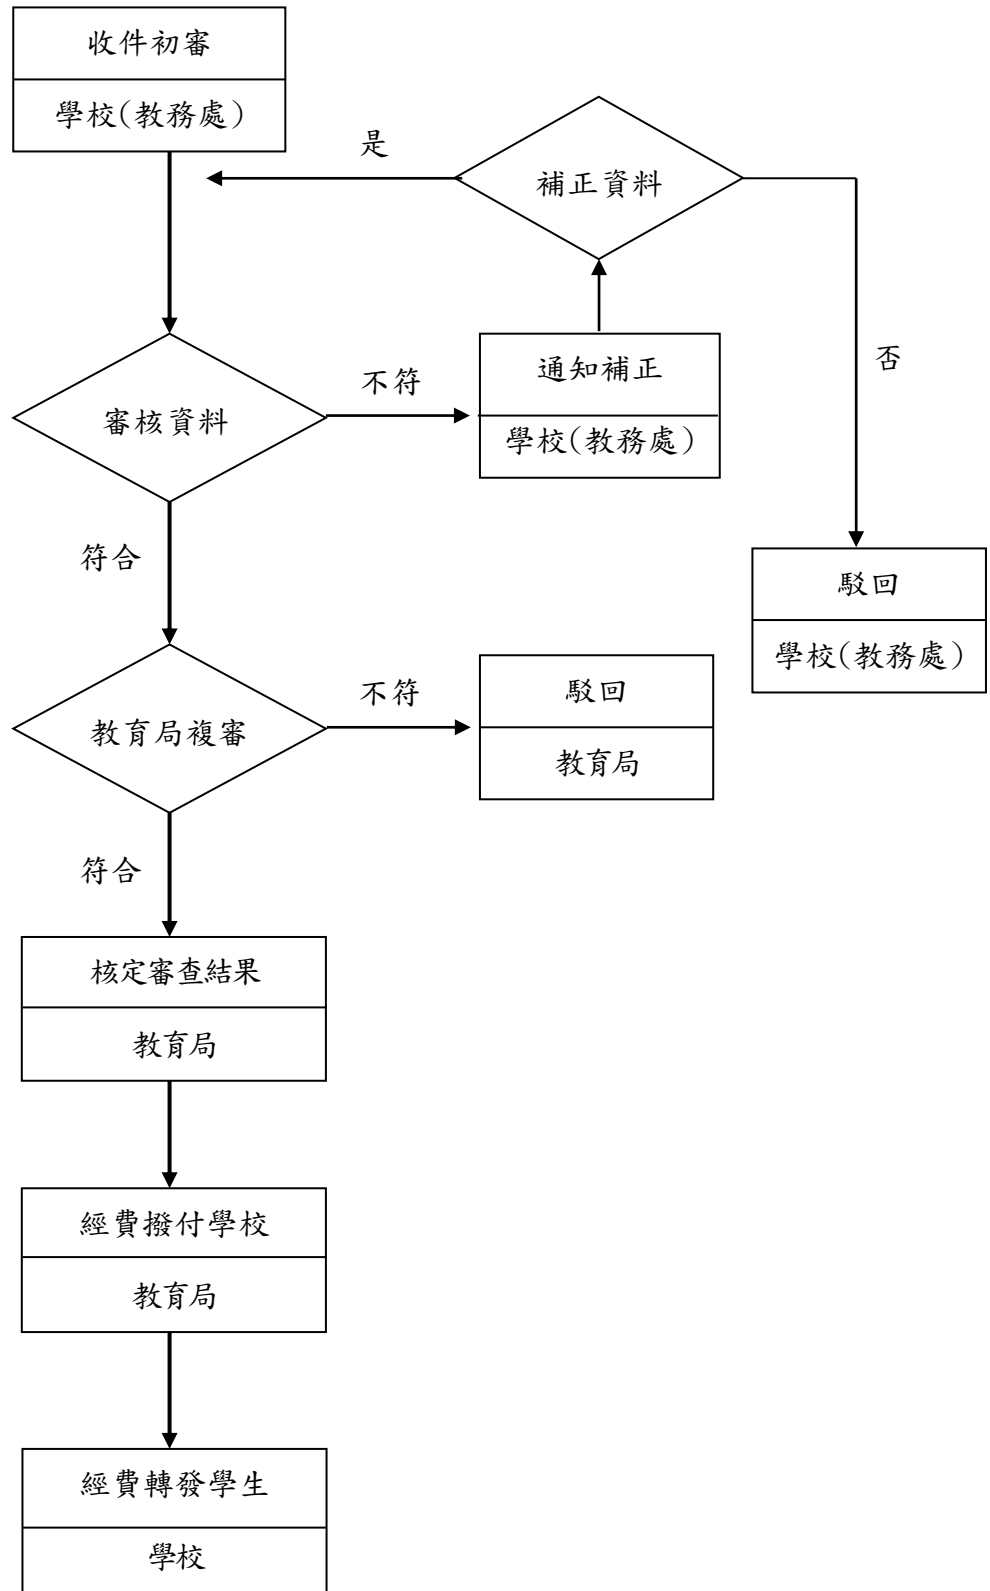 收件初審
學校(教務處)
是
補正資料
否
審核資料
不符
通知補正
學校(教務處)
符合
駁回
學校(教務處)
教育局複審
不符
駁回
教育局
符合
核定審查結果
教育局
經費撥付學校
教育局
經費轉發學生
學校